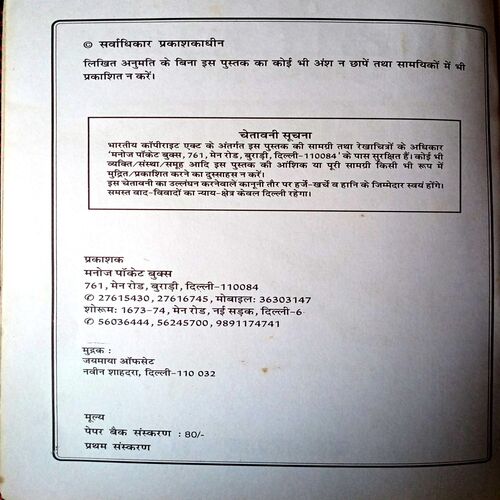 © सर्वाधिकार प्रकाशकाधीन
लिखित अनुमति के बिना इस पुस्तक का कोई भी अंश न छापें तथा सामयिकों में भी
प्रकाशित न करें।
चेतावनी सूचना
भारतीय कॉपीराइट एक्ट के अंतर्गत इस पुस्तक की सामग्री तथा रेखाचित्रों के अधिकार
'मनोज पॉकेट बुक्स, 761, मेन रोड, बुराड़ी, दिल्ली-110084' के पास सुरक्षित हैं। कोई भी
व्यक्ति/संस्था/समूह आदि इस पुस्तक की आंशिक या पूरी सामग्री किसी भी रूप में
मुद्रित/प्रकाशित करने का दुस्साहस न करें।
इस चेतावनी का उल्लंघन करनेवाले कानूनी तौर पर हर्जे-खर्चे व हानि के जिम्मेदार स्वयं होंगे।
समस्त वाद-विवादों का न्याय-क्षेत्र केवल दिल्ली रहेगा।
प्रकाशक
मनोज पॉकेट बुक्स
761, मेन रोड, बुराड़ी, दिल्ली-110084
✆ 27615430, 27616745, मोबाइल: 36303147
शोरूम: 1673-74, मेन रोड, नई सड़क, दिल्ली-6
✆ 56036444, 56245700, 9891174741
मुद्रक :
जयमाया ऑफसेट
नवीन शाहदरा, दिल्ली-110 032
मूल्य
पेपर बैक संस्करण : 80/-
प्रथम संस्करण